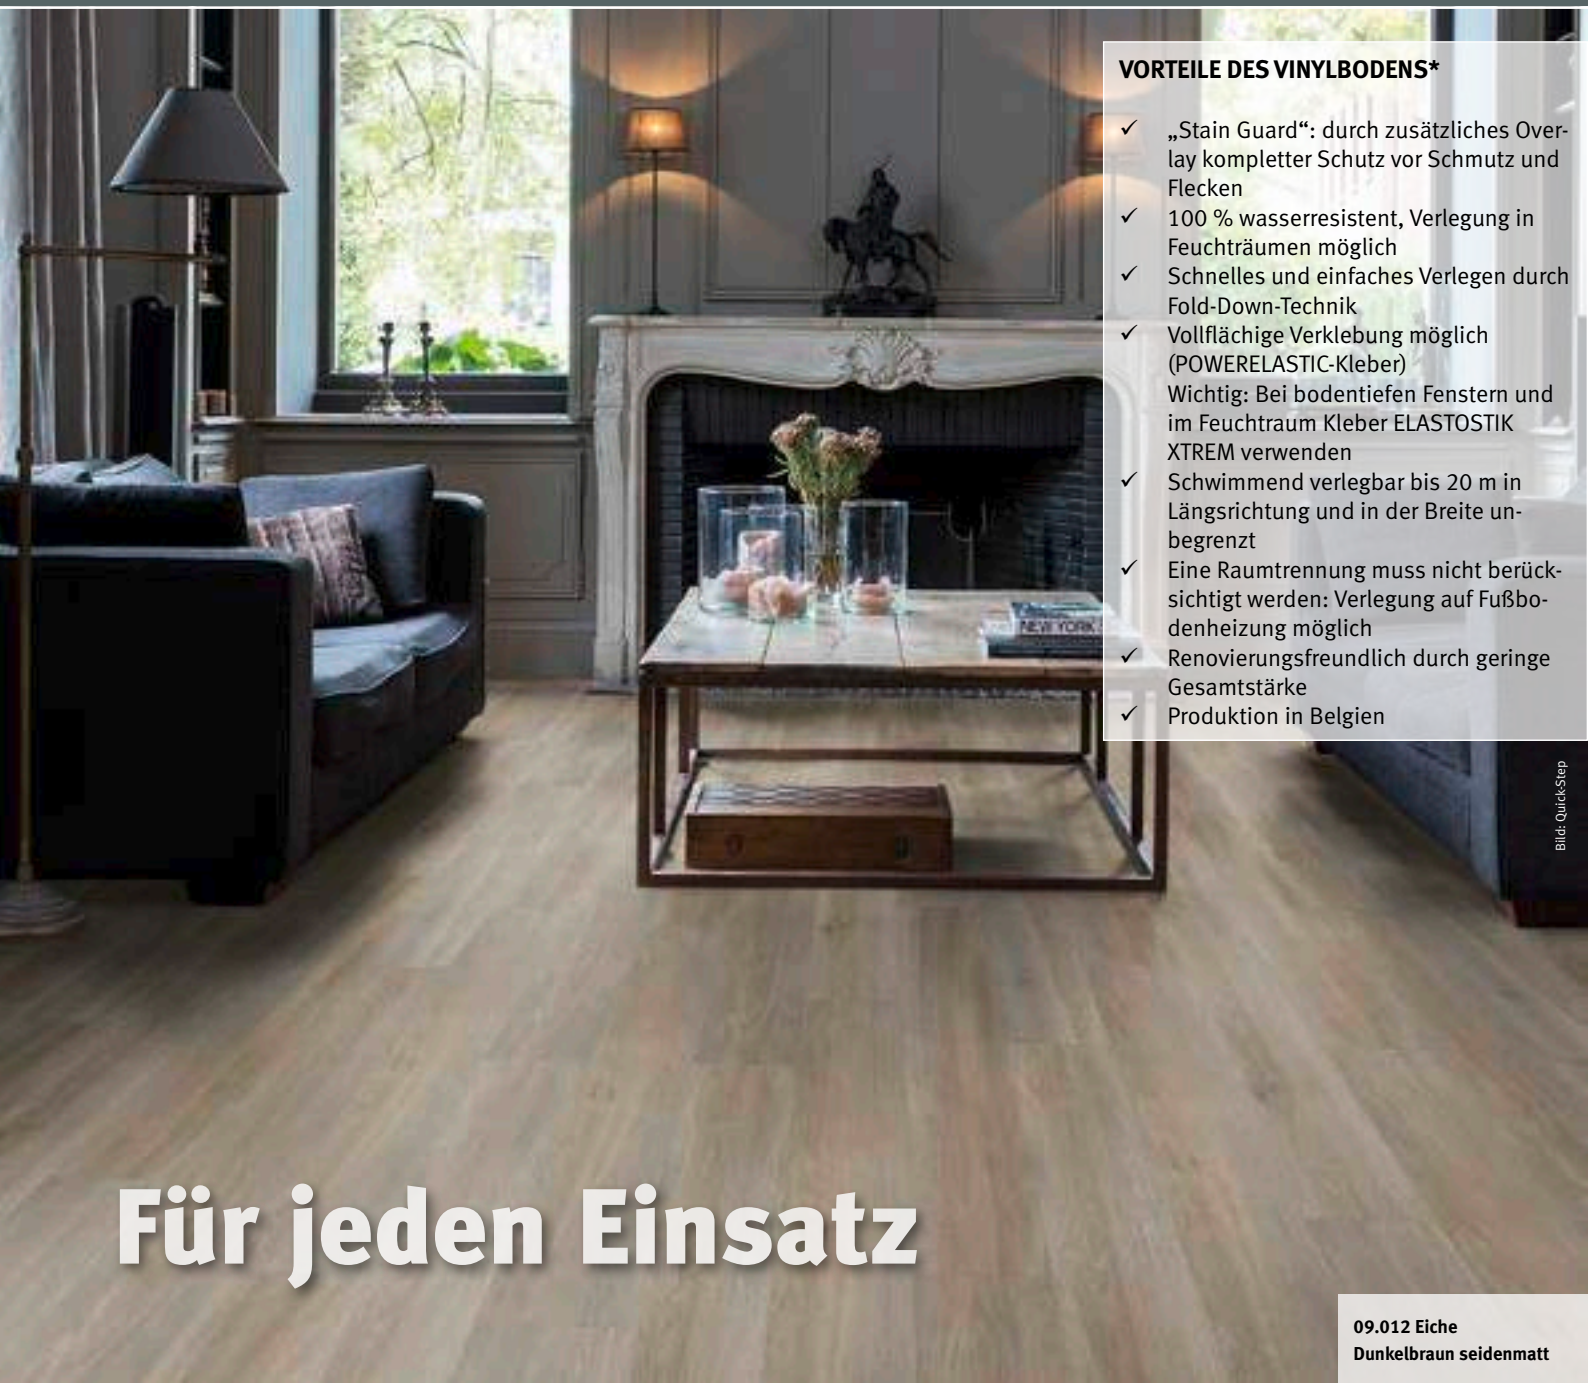 VORTEILE DES VINYLBODENS*
✓ „Stain Guard“: durch zusätzliches Over-
lay kompletter Schutz vor Schmutz und
Flecken
✓ 100 % wasserresistent, Verlegung in
Feuchträumen möglich
✓ Schnelles und einfaches Verlegen durch
Fold-Down-Technik
✓ Vollflächige Verklebung möglich
(POWERELASTIC-Kleber)
Wichtig: Bei bodentiefen Fenstern und
im Feuchtraum Kleber ELASTOSTIK
XTREM verwenden
✓ Schwimmend verlegbar bis 20 m in
Längsrichtung und in der Breite un-
begrenzt
✓ Eine Raumtrennung muss nicht berück-
sichtigt werden: Verlegung auf Fußbo-
denheizung möglich
✓ Renovierungsfreundlich durch geringe
Gesamtstärke
✓ Produktion in Belgien
NEW YORK
Bild: Quick-Step
Für jeden Einsatz
09.012 Eiche
Dunkelbraun seidenmatt